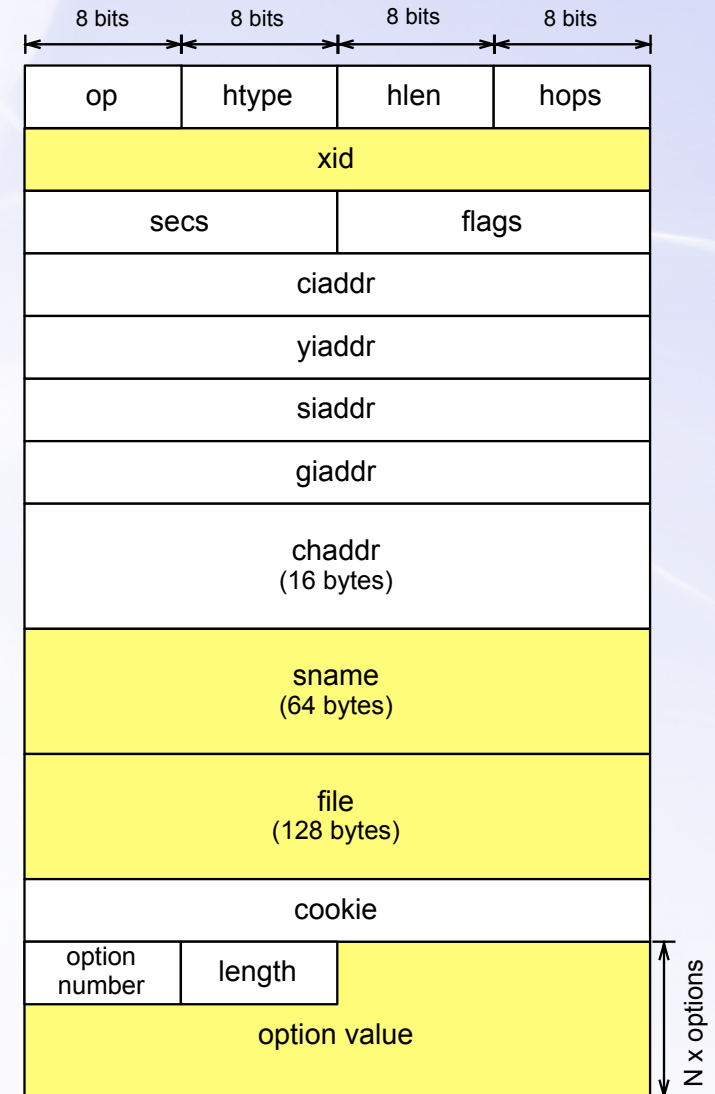 8 bits 8 bits 8 bits 8 bits
op htype hlen hops
xid
secs flags
ciaddr
yiaddr
siaddr
giaddr
chaddr
(16 bytes)
sname
(64 bytes)
file
(128 bytes)
cookie
option
number
length
option value
N x options